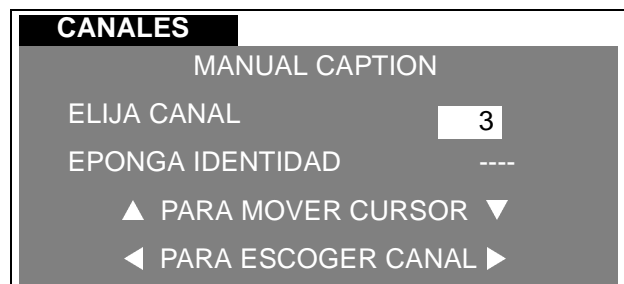 CANALES
MANUAL CAPTION
ELIJA CANAL 3
EPONGA IDENTIDAD ----
▲ PARA MOVER CURSOR ▼
◀ PARA ESCOGER CANAL ▶